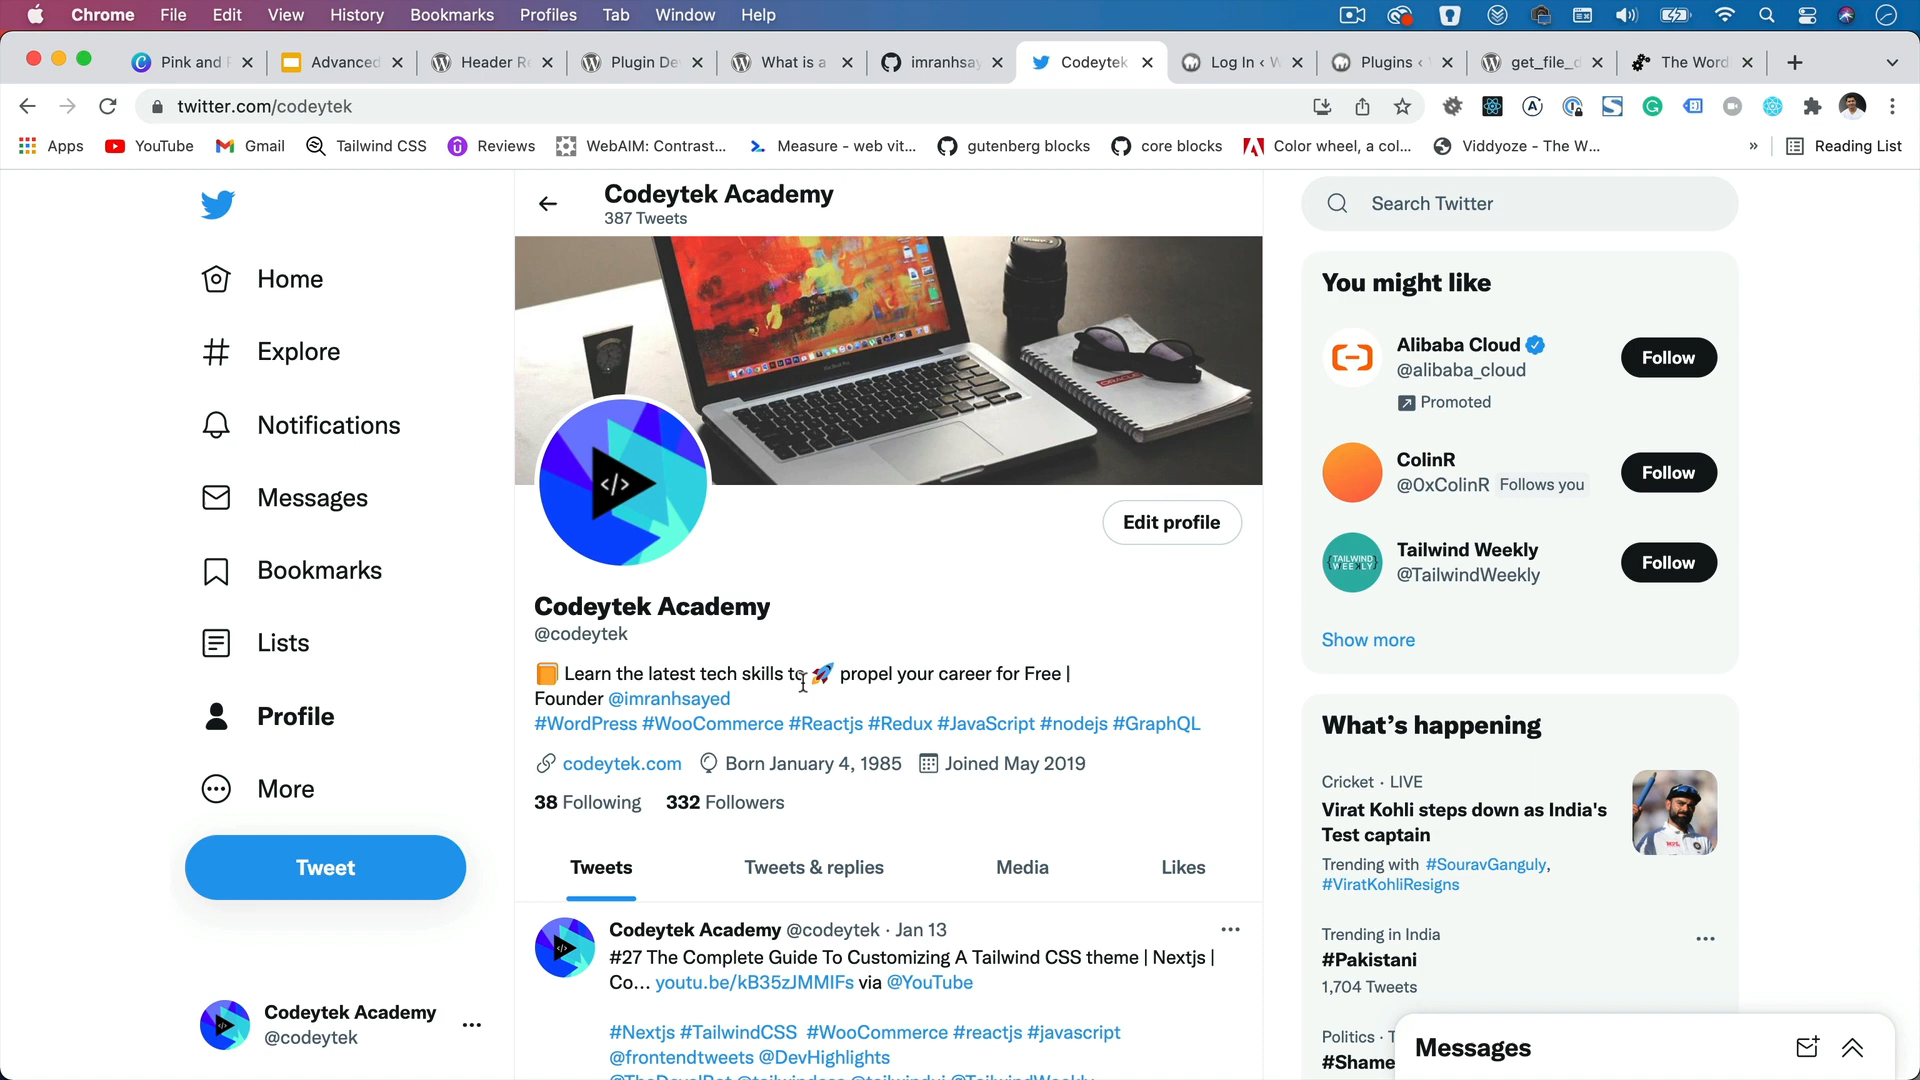 Chrome File Edit View History Bookmarks Profiles Tab Window Help
Pink and Advanced Header R Plugin De What is a imranhsay Codeytek Log In ‹ W Plugins ‹ get_file_d The Word
twitter.com/codeytek
Apps YouTube Gmail Tailwind CSS Reviews WebAIM: Contrast... Measure - web vit... gutenberg blocks core blocks Color wheel, a col... Viddyoze - The W... » Reading List
Home
Explore
Notifications
Messages
Bookmarks
Lists
Profile
More
Tweet
Codeytek Academy
@codeytek
Codeytek Academy
387 Tweets
</>
Edit profile
Codeytek Academy
@codeytek
Learn the latest tech skills to 🚀 propel your career for Free |
Founder @imranhsayed
#WordPress #WooCommerce #Reactjs #Redux #JavaScript #nodejs #GraphQL
codeytek.com Born January 4, 1985 Joined May 2019
38 Following 332 Followers
Tweets Tweets & replies Media Likes
Codeytek Academy @codeytek · Jan 13
#27 The Complete Guide To Customizing A Tailwind CSS theme | Nextjs |
Co... youtu.be/kB35zJMMIFs via @YouTube
#Nextjs #TailwindCSS #WooCommerce #reactjs #javascript
@frontendtweets @DevHighlights
Search Twitter
You might like
Alibaba Cloud
@alibaba_cloud
Promoted
Follow
ColinR
@0xColinR Follows you
Follow
TAILWIND
WEEKLY
Tailwind Weekly
@TailwindWeekly
Follow
Show more
What's happening
Cricket · LIVE
Virat Kohli steps down as India's
Test captain
Trending with #SouravGanguly,
#ViratKohliResigns
Trending in India
#Pakistani
1,704 Tweets
Politics · T
#Shame
Messages